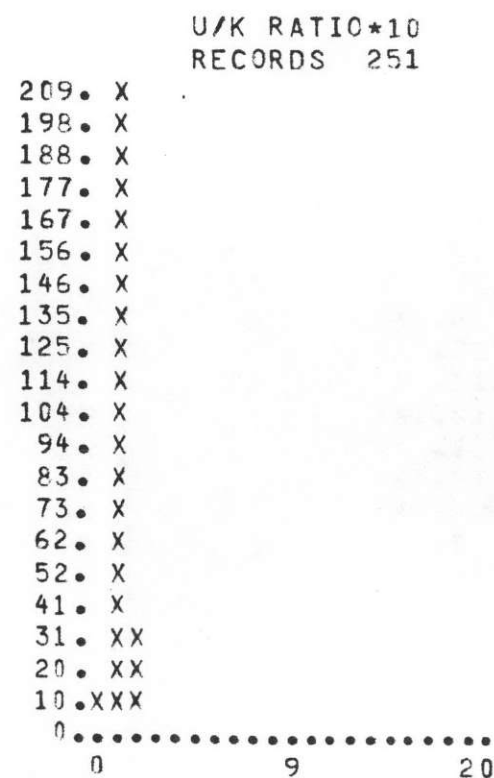 U/K RATIO*10
RECORDS 251
209. X
198. X
188. X
177. X
167. X
156. X
146. X
135. X
125. X
114. X
104. X
94. X
83. X
73. X
62. X
52. X
41. X
31. XX
20. XX
10.XXX
0......................
0 9 20